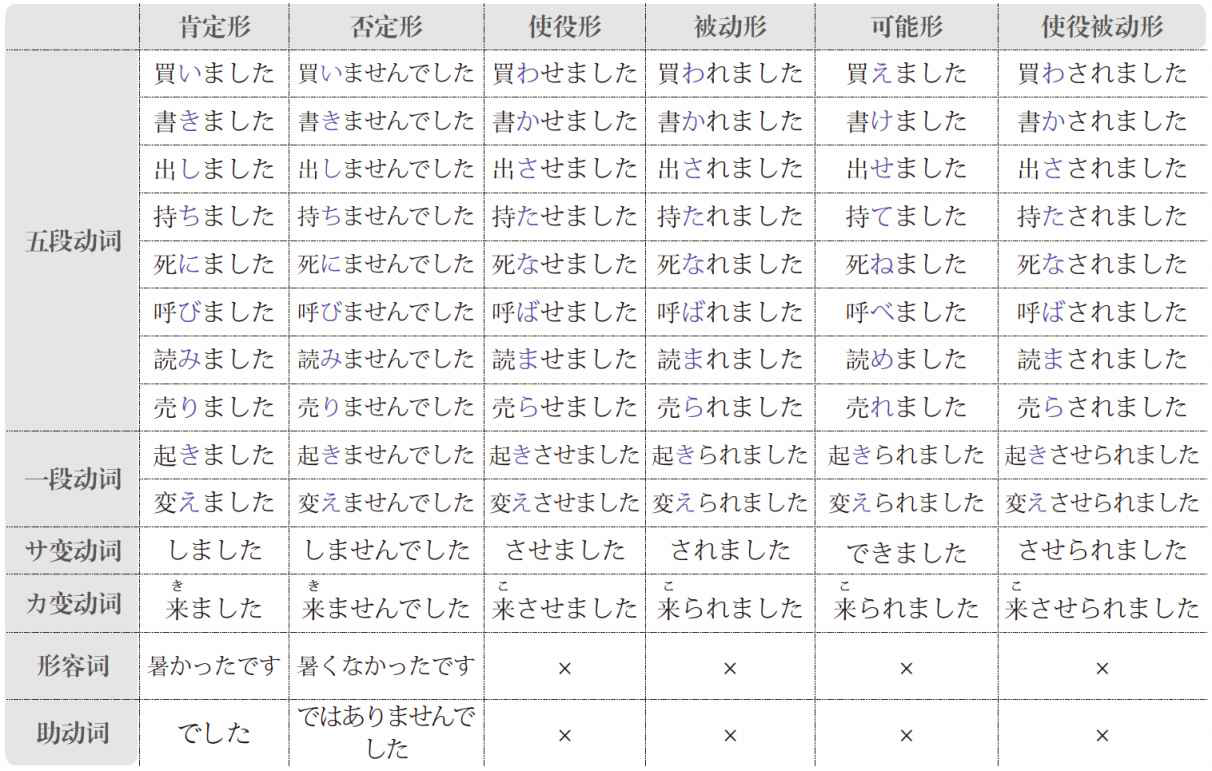 肯定形 否定形 使役形 被动形 可能形 使役被动形
五段动词
買いました 買いませんでした 買わせました 買われました 買えました 買わされました
書きました 書きませんでした 書かせました 書かれました 書けました 書かされました
出しました 出しませんでした 出させました 出されました 出せました 出さされました
持ちました 持ちませんでした 持たせました 持たれました 持てました 持たされました
死にました 死にませんでした 死なせました 死なれました 死ねました 死なされました
呼びました 呼びませんでした 呼ばせました 呼ばれました 呼べました 呼ばされました
読みました 読みませんでした 読ませました 読まれました 読めました 読まされました
売りました 売りませんでした 売らせました 売られました 売れました 売らされました
一段动词
起きました 起きませんでした 起きさせました 起きられました 起きられました 起きさせられました
変えました 変えませんでした 変えさせました 変えられました 変えられました 変えさせられました
サ变动词 しました しませんでした させました されました できました させられました
き き こ こ こ こ
カ变动词 来ました 来ませんでした 来させました 来られました 来られました 来させられました
形容词 暑かったです 暑くなかったです × × × ×
助动词 でした ではありませんで × × × ×
した